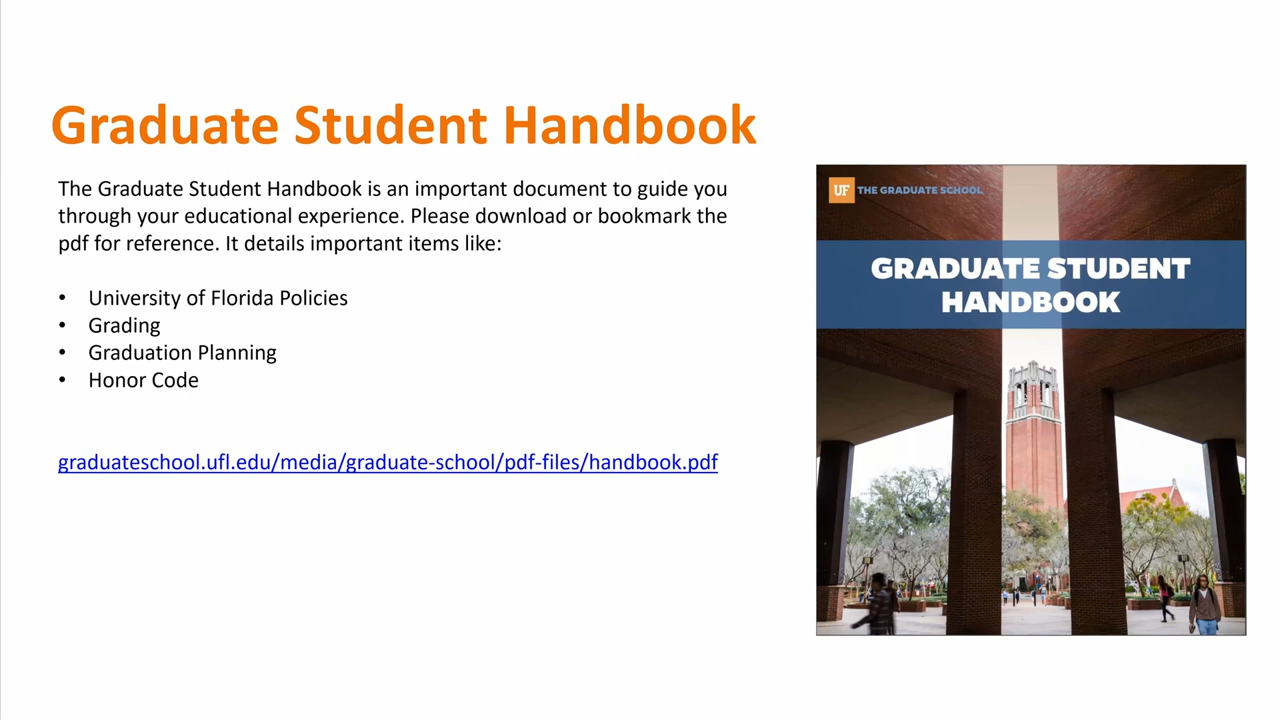 Graduate Student Handbook
The Graduate Student Handbook is an important document to guide you
through your educational experience. Please download or bookmark the
pdf for reference. It details important items like:
• University of Florida Policies
• Grading
• Graduation Planning
• Honor Code
graduateschool.ufl.edu/media/graduate-school/pdf-files/handbook.pdf
UF THE GRADUATE SCHOOL
GRADUATE STUDENT
HANDBOOK